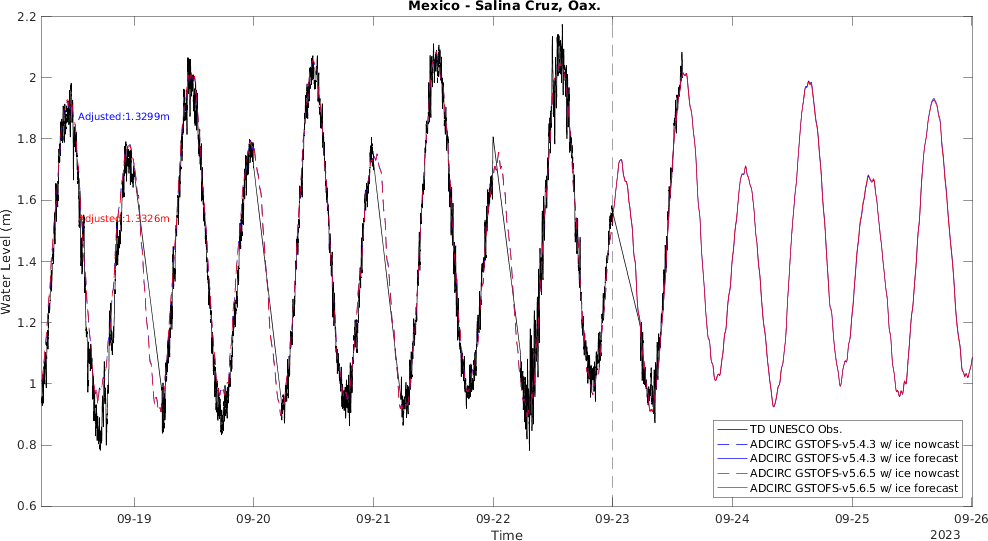 Mexico - Salina Cruz, Oax.
2.2
2
1.8
1.6
1.4
1.2
1
0.8
0.6
Water Level (m)
Adjusted:1.3299m
Adjusted:1.3326m
TD UNESCO Obs.
ADCIRC GSTOFS-v5.4.3 w/ ice nowcast
ADCIRC GSTOFS-v5.4.3 w/ ice forecast
ADCIRC GSTOFS-v5.6.5 w/ ice nowcast
ADCIRC GSTOFS-v5.6.5 w/ ice forecast
09-19 09-20 09-21 09-22 09-23 09-24 09-25 09-26
Time
2023